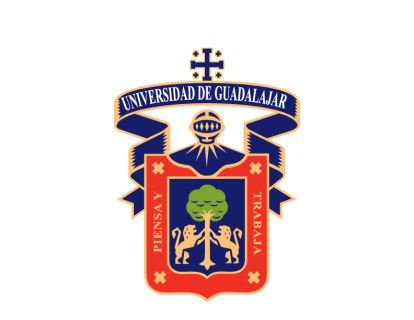 UNIVERSIDAD DE GUADALAJAR
PIENSA Y
TRABAJA